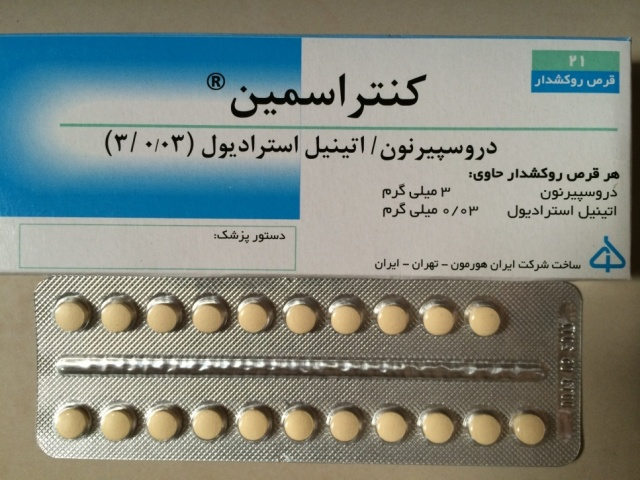 ۲۱
قرص روکشدار
کنتراسمین®
دروسپیرنون/ اتینیل استرادیول (۳/ ۰/۰۳)
هر قرص روکشدار حاوی:
دروسپیرنون ۳ میلی گرم
اتینیل استرادیول ۰/۰۳ میلی گرم
دستور پزشک:
ساخت شرکت ایران هورمون - تهران - ایران